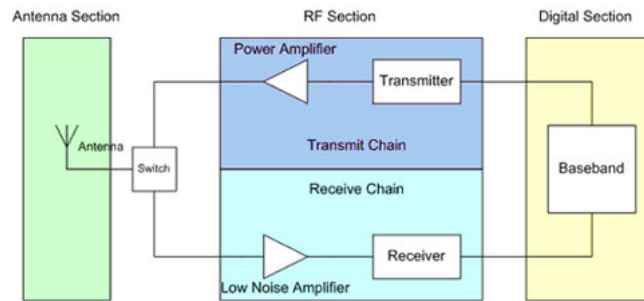 Antenna Section
RF Section
Digital Section
Power Amplifier
Transmitter
Transmit Chain
Antenna
Switch
Baseband
Receive Chain
Receiver
Low Noise Amplifier